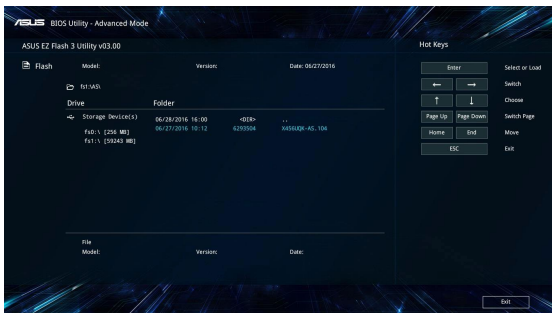 ASUS BIOS Utility - Advanced Mode
ASUS EZ Flash 3 Utility v03.00
Hot Keys
Flash Model: Version: Date: 06/27/2016
fs1:\AS\
Drive Folder
Storage Device(s)
fs0:\ [256 MB]
fs1:\ [59243 MB]
06/28/2016 16:00 <DIR> ..
06/27/2016 10:12 6293504 X456UQK-AS.104
File
Model: Version: Date:
Enter Select or Load
← → Switch
↑ ↓ Choose
Page Up Page Down Switch Page
Home End Move
ESC Exit
Exit